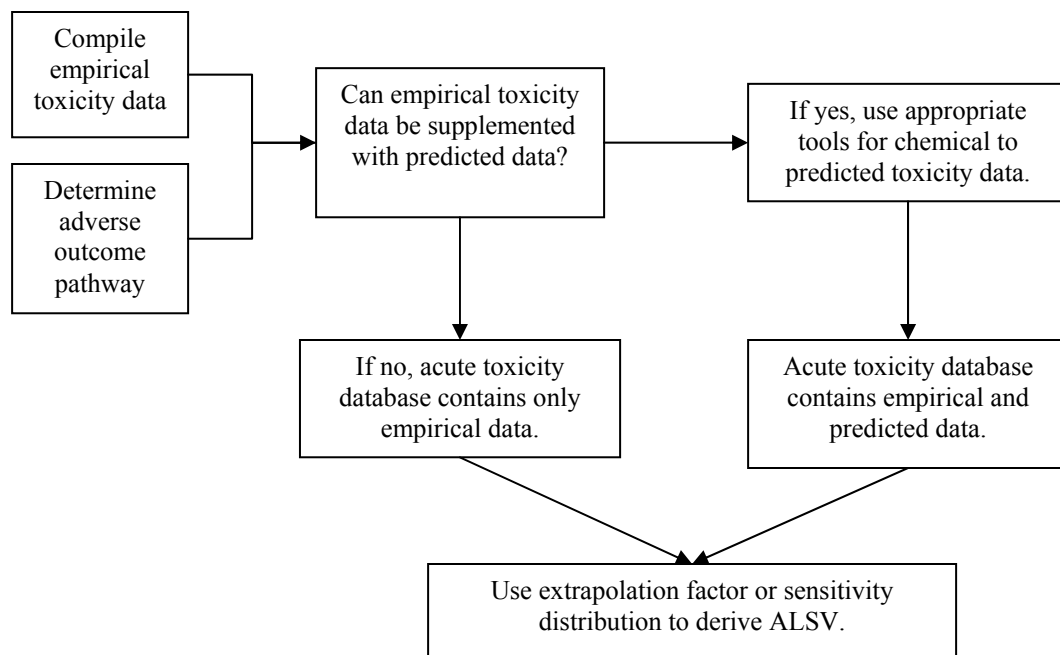 Compile
empirical
toxicity data
Determine
adverse
outcome
pathway
Can empirical toxicity
data be supplemented
with predicted data?
If yes, use appropriate
tools for chemical to
predicted toxicity data.
If no, acute toxicity
database contains only
empirical data.
Acute toxicity database
contains empirical and
predicted data.
Use extrapolation factor or sensitivity
distribution to derive ALSV.